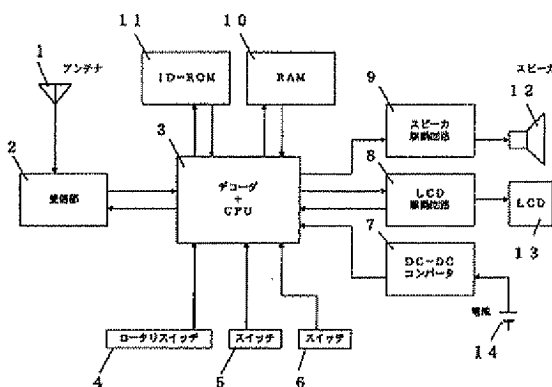 11
10
1
アンテナ
ID-ROM
RAM
スピーカ
9
12
スピーカ
駆動回路
2
3
受信部
デコーダ
+
CPU
8
LCD
駆動回路
LCD
13
7
DC-DC
コンバータ
電池
14
ロータリスイッチ
スイッチ
スイッチ
4
5
6